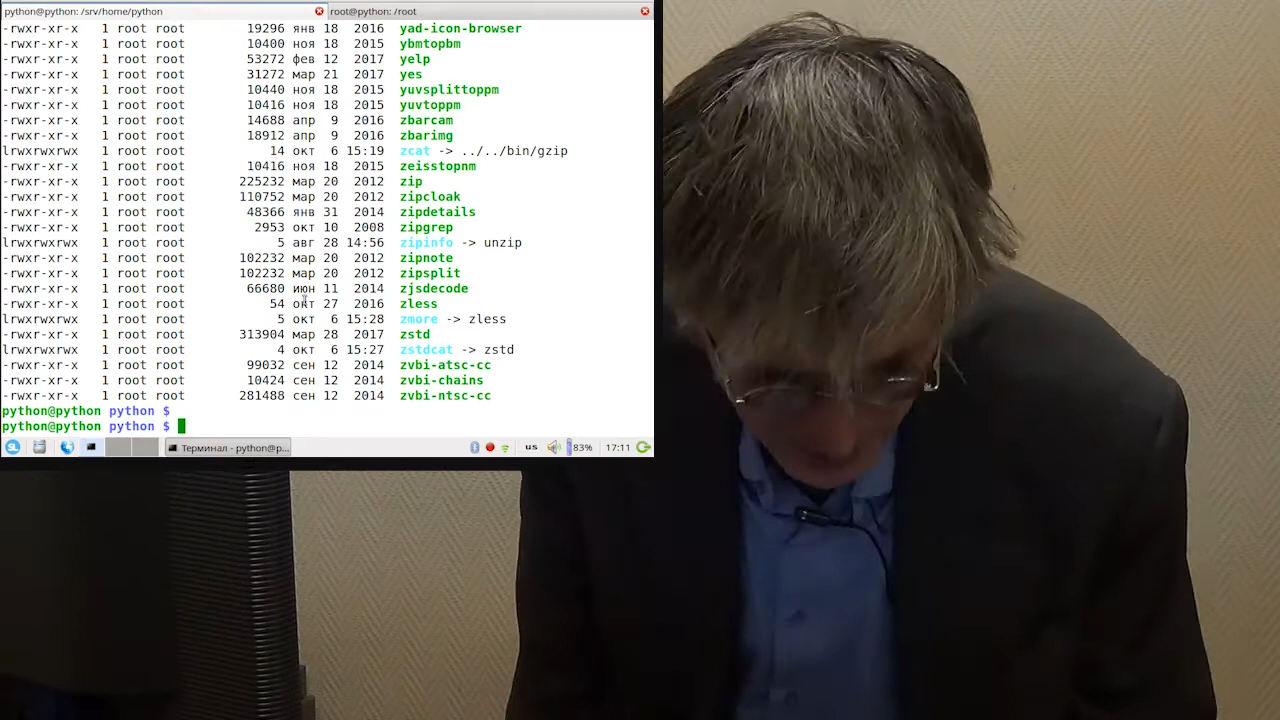 python@python: /srv/home/python
root@python: /root
-rwxr-xr-x 1 root root 19296 янв 18 2016 yad-icon-browser
-rwxr-xr-x 1 root root 10400 ноя 18 2015 ybmtopbm
-rwxr-xr-x 1 root root 53272 фев 12 2017 yelp
-rwxr-xr-x 1 root root 31272 мар 21 2017 yes
-rwxr-xr-x 1 root root 10440 ноя 18 2015 yuvsplittoppm
-rwxr-xr-x 1 root root 10416 ноя 18 2015 yuvtoppm
-rwxr-xr-x 1 root root 14688 апр 9 2016 zbarcam
-rwxr-xr-x 1 root root 18912 апр 9 2016 zbarimg
lrwxrwxrwx 1 root root 14 окт 6 15:19 zcat -> ../../bin/gzip
-rwxr-xr-x 1 root root 10416 ноя 18 2015 zeisstopnm
-rwxr-xr-x 1 root root 225232 мар 20 2012 zip
-rwxr-xr-x 1 root root 110752 мар 20 2012 zipcloak
-rwxr-xr-x 1 root root 48366 янв 31 2014 zipdetails
-rwxr-xr-x 1 root root 2953 окт 10 2008 zipgrep
lrwxrwxrwx 1 root root 5 авг 28 14:56 zipinfo -> unzip
-rwxr-xr-x 1 root root 102232 мар 20 2012 zipnote
-rwxr-xr-x 1 root root 102232 мар 20 2012 zipsplit
-rwxr-xr-x 1 root root 66680 июн 11 2014 zjsdecode
-rwxr-xr-x 1 root root 54 окт 27 2016 zless
lrwxrwxrwx 1 root root 5 окт 6 15:28 zmore -> zless
-rwxr-xr-x 1 root root 313904 мар 28 2017 zstd
lrwxrwxrwx 1 root root 4 окт 6 15:27 zstdcat -> zstd
-rwxr-xr-x 1 root root 99032 сен 12 2014 zvbi-atsc-cc
-rwxr-xr-x 1 root root 10424 сен 12 2014 zvbi-chains
-rwxr-xr-x 1 root root 281488 сен 12 2014 zvbi-ntsc-cc
python@python python $
python@python python $
SL
Терминал - python@p...
us
83%
17:11